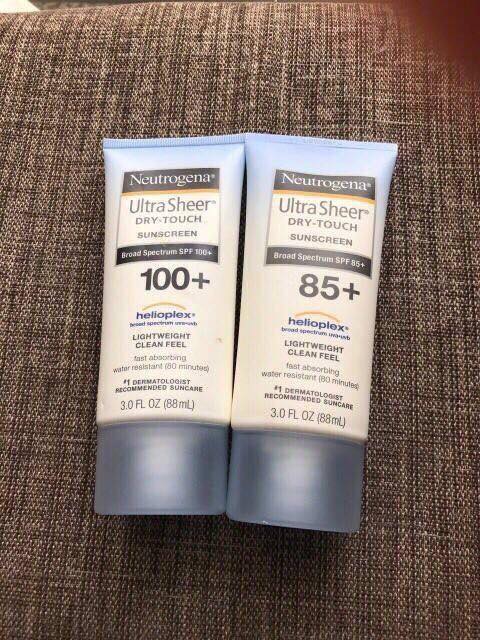 Neutrogena®
Ultra Sheer®
DRY-TOUCH
SUNSCREEN
Broad Spectrum SPF 100+
100+
helioplex®
broad spectrum uva•uvb
LIGHTWEIGHT
CLEAN FEEL
fast absorbing
water resistant (80 minutes)
#1 DERMATOLOGIST
RECOMMENDED SUNCARE
3.0 FL OZ (88mL)
Neutrogena®
Ultra Sheer®
DRY-TOUCH
SUNSCREEN
Broad Spectrum SPF 85+
85+
helioplex®
broad spectrum uva•uvb
LIGHTWEIGHT
CLEAN FEEL
fast absorbing
water resistant (80 minutes)
#1 DERMATOLOGIST
RECOMMENDED SUNCARE
3.0 FL OZ (88mL)